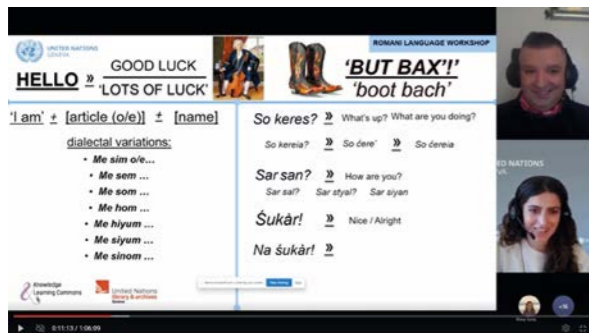 UNITED NATIONS
GENEVA
ROMANI LANGUAGE WORKSHOP
HELLO » GOOD LUCK
'LOTS OF LUCK'
'BUT BAX'!'
'boot bach'
'I am' + [article (o/e)] + [name]
dialectal variations:
• Me sim o/e...
• Me sem ...
• Me som ...
• Me hom ...
• Me hiyum ...
• Me siyum ...
• Me sinom ...
So keres? » What's up? What are you doing?
So kereia? » So ćere' » So ćereia
Sar san? » How are you?
Sar sal? Sar styal? Sar siyan
Śukàr! » Nice / Alright
Na śukàr! »
Knowledge
Learning Commons
United Nations
library & archives
Geneva
ED NATIONS
VA
0:11:13 / 1:06:09